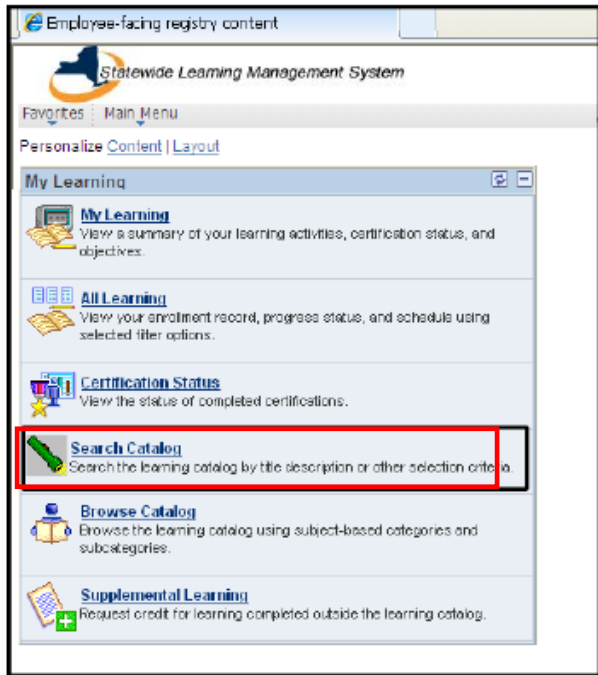 Employee-facing registry content
Statewide Learning Management System
Favorites Main Menu
Personalize Content | Layout
My Learning
My Learning
View a summary of your learning activities, certification status, and
objectives.
All Learning
View your enrollment record, progress status, and schedule using
selected filter options.
Certification Status
View the status of completed certifications.
Search Catalog
Search the learning catalog by title description or other selection criteria.
Browse Catalog
Browse the learning catalog using subject-based categories and
subcategories.
Supplemental Learning
Request credit for learning completed outside the learning catalog.